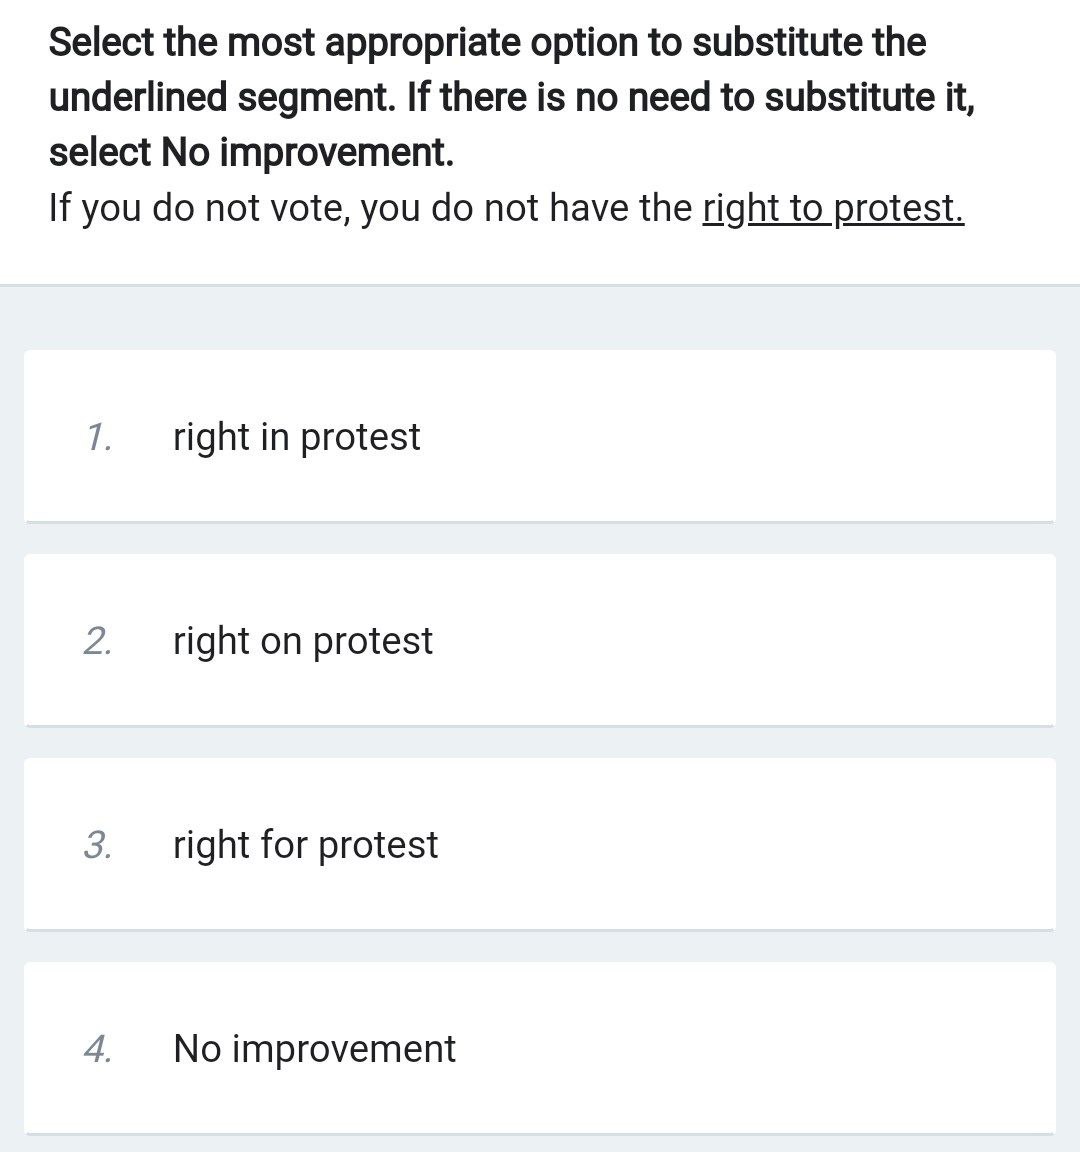 Select the most appropriate option to substitute the
underlined segment. If there is no need to substitute it,
select No improvement.
If you do not vote, you do not have the right to protest.
1. right in protest
2. right on protest
3. right for protest
4. No improvement